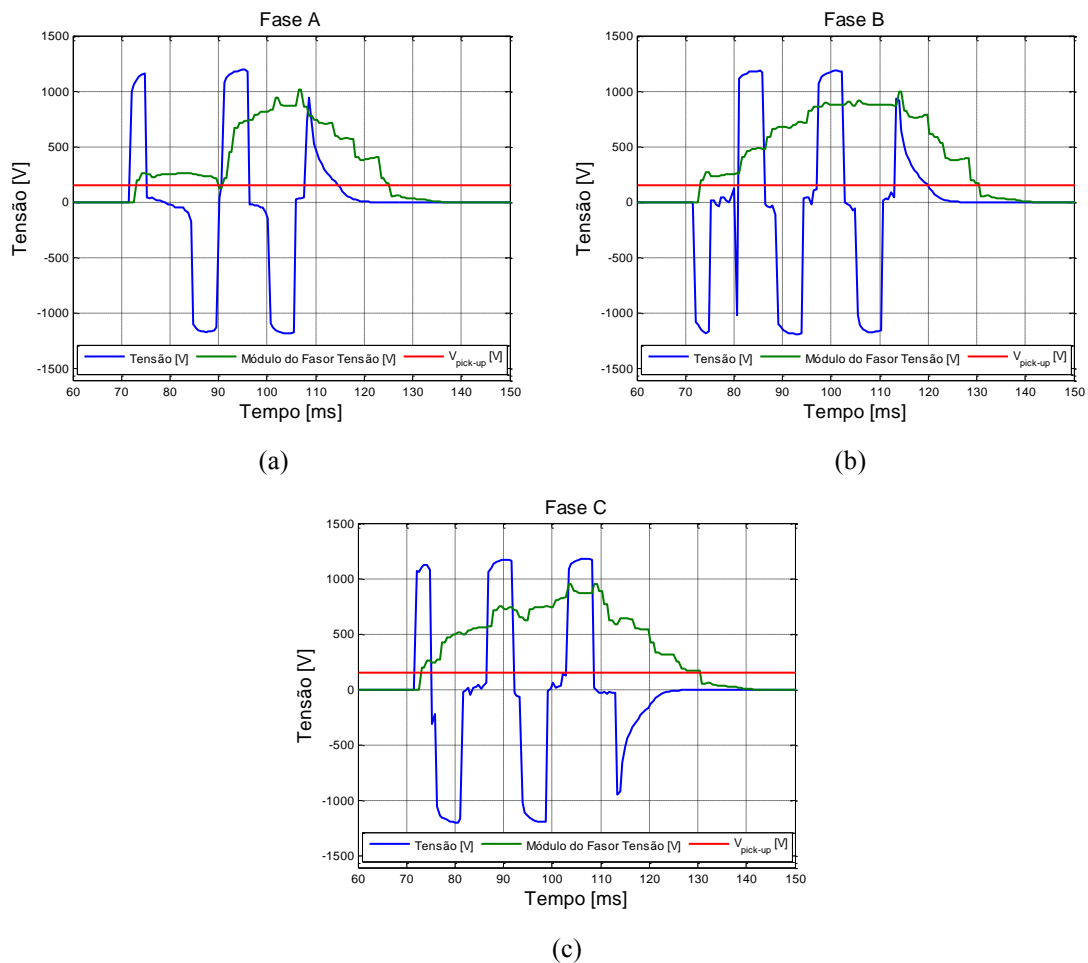 Fase A
1500
1000
500
0
-500
-1000
-1500
Tensão [V]
60 70 80 90 100 110 120 130 140 150
Tempo [ms]
Tensão [V] Módulo do Fasor Tensão [V] Vpick-up [V]
(a)
Fase B
1500
1000
500
0
-500
-1000
-1500
Tensão [V]
60 70 80 90 100 110 120 130 140 150
Tempo [ms]
Tensão [V] Módulo do Fasor Tensão [V] Vpick-up [V]
(b)
Fase C
1500
1000
500
0
-500
-1000
-1500
Tensão [V]
60 70 80 90 100 110 120 130 140 150
Tempo [ms]
Tensão [V] Módulo do Fasor Tensão [V] Vpick-up [V]
(c)